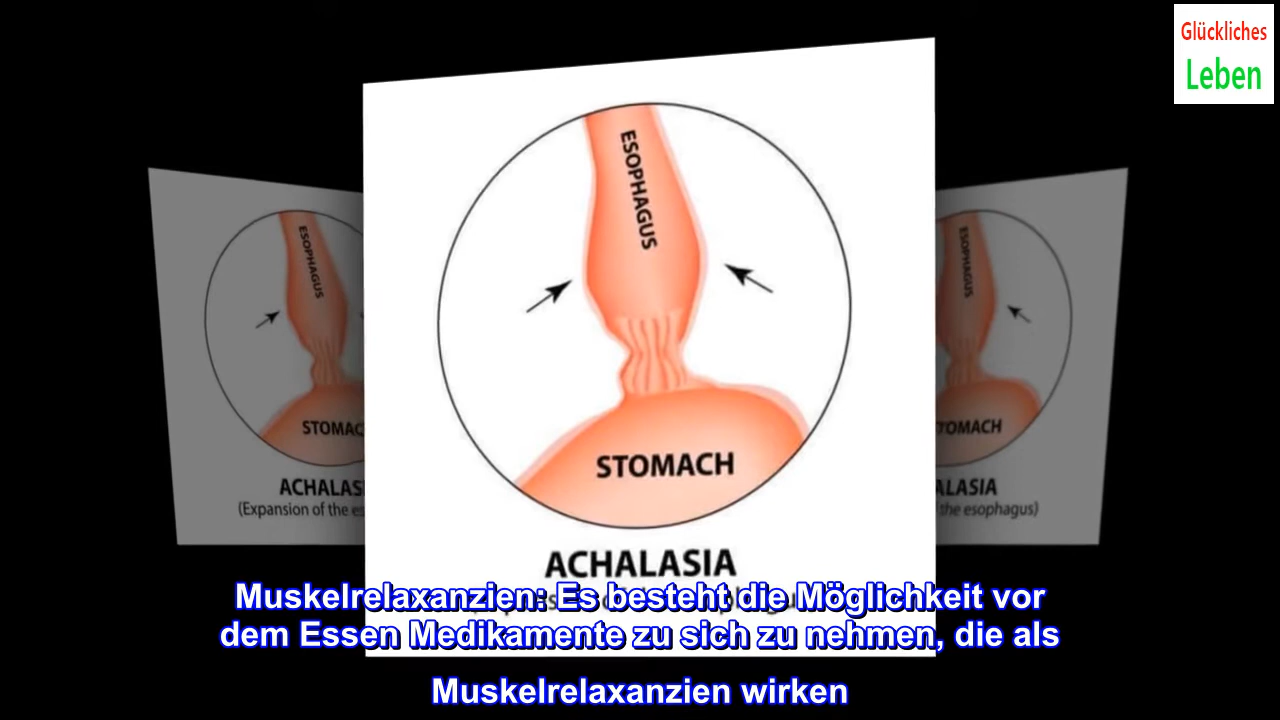 Glückliches
Leben
ESOPHAGUS
STOMACH
ACHALASIA
ESOPHAGUS
STOMAC
ACHALAS
(Expansion of the es
ESOPHAGUS
TOMACH
ALASIA
the esophagus)
Muskelrelaxanzien: Es besteht die Möglichkeit vor
dem Essen Medikamente zu sich zu nehmen, die als
Muskelrelaxanzien wirken